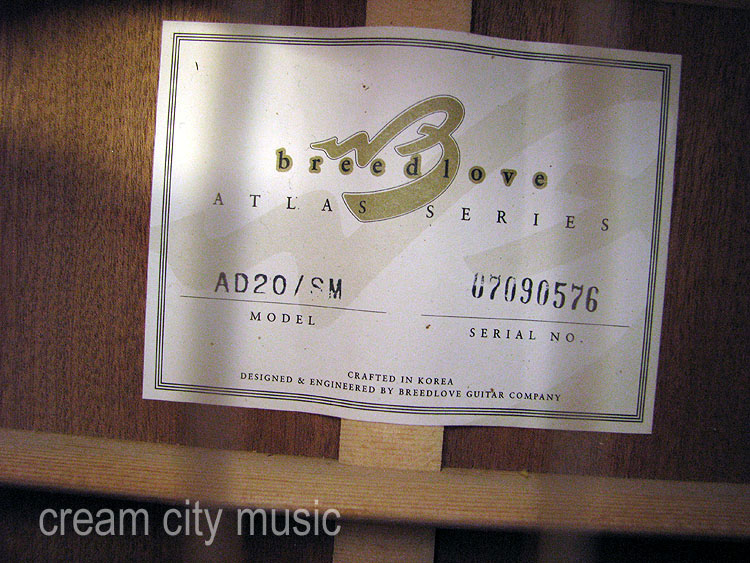 breedlove
ATLAS SERIES
AD20/SM 07090576
MODEL SERIAL NO.
CRAFTED IN KOREA
DESIGNED & ENGINEERED BY BREEDLOVE GUITAR COMPANY
cream city music